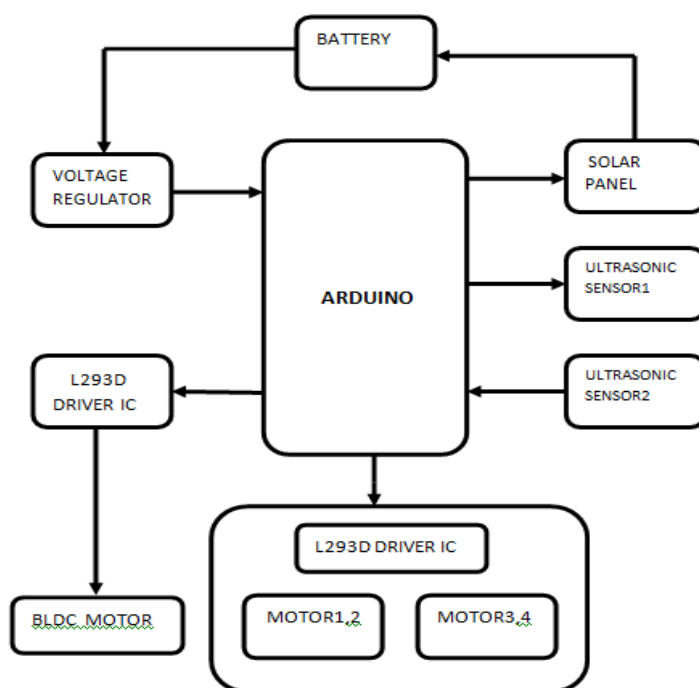 BATTERY
VOLTAGE
REGULATOR
SOLAR
PANEL
ARDUINO
ULTRASONIC
SENSOR1
L293D
DRIVER IC
ULTRASONIC
SENSOR2
L293D DRIVER IC
BLDC MOTOR
MOTOR1,2
MOTOR3,4